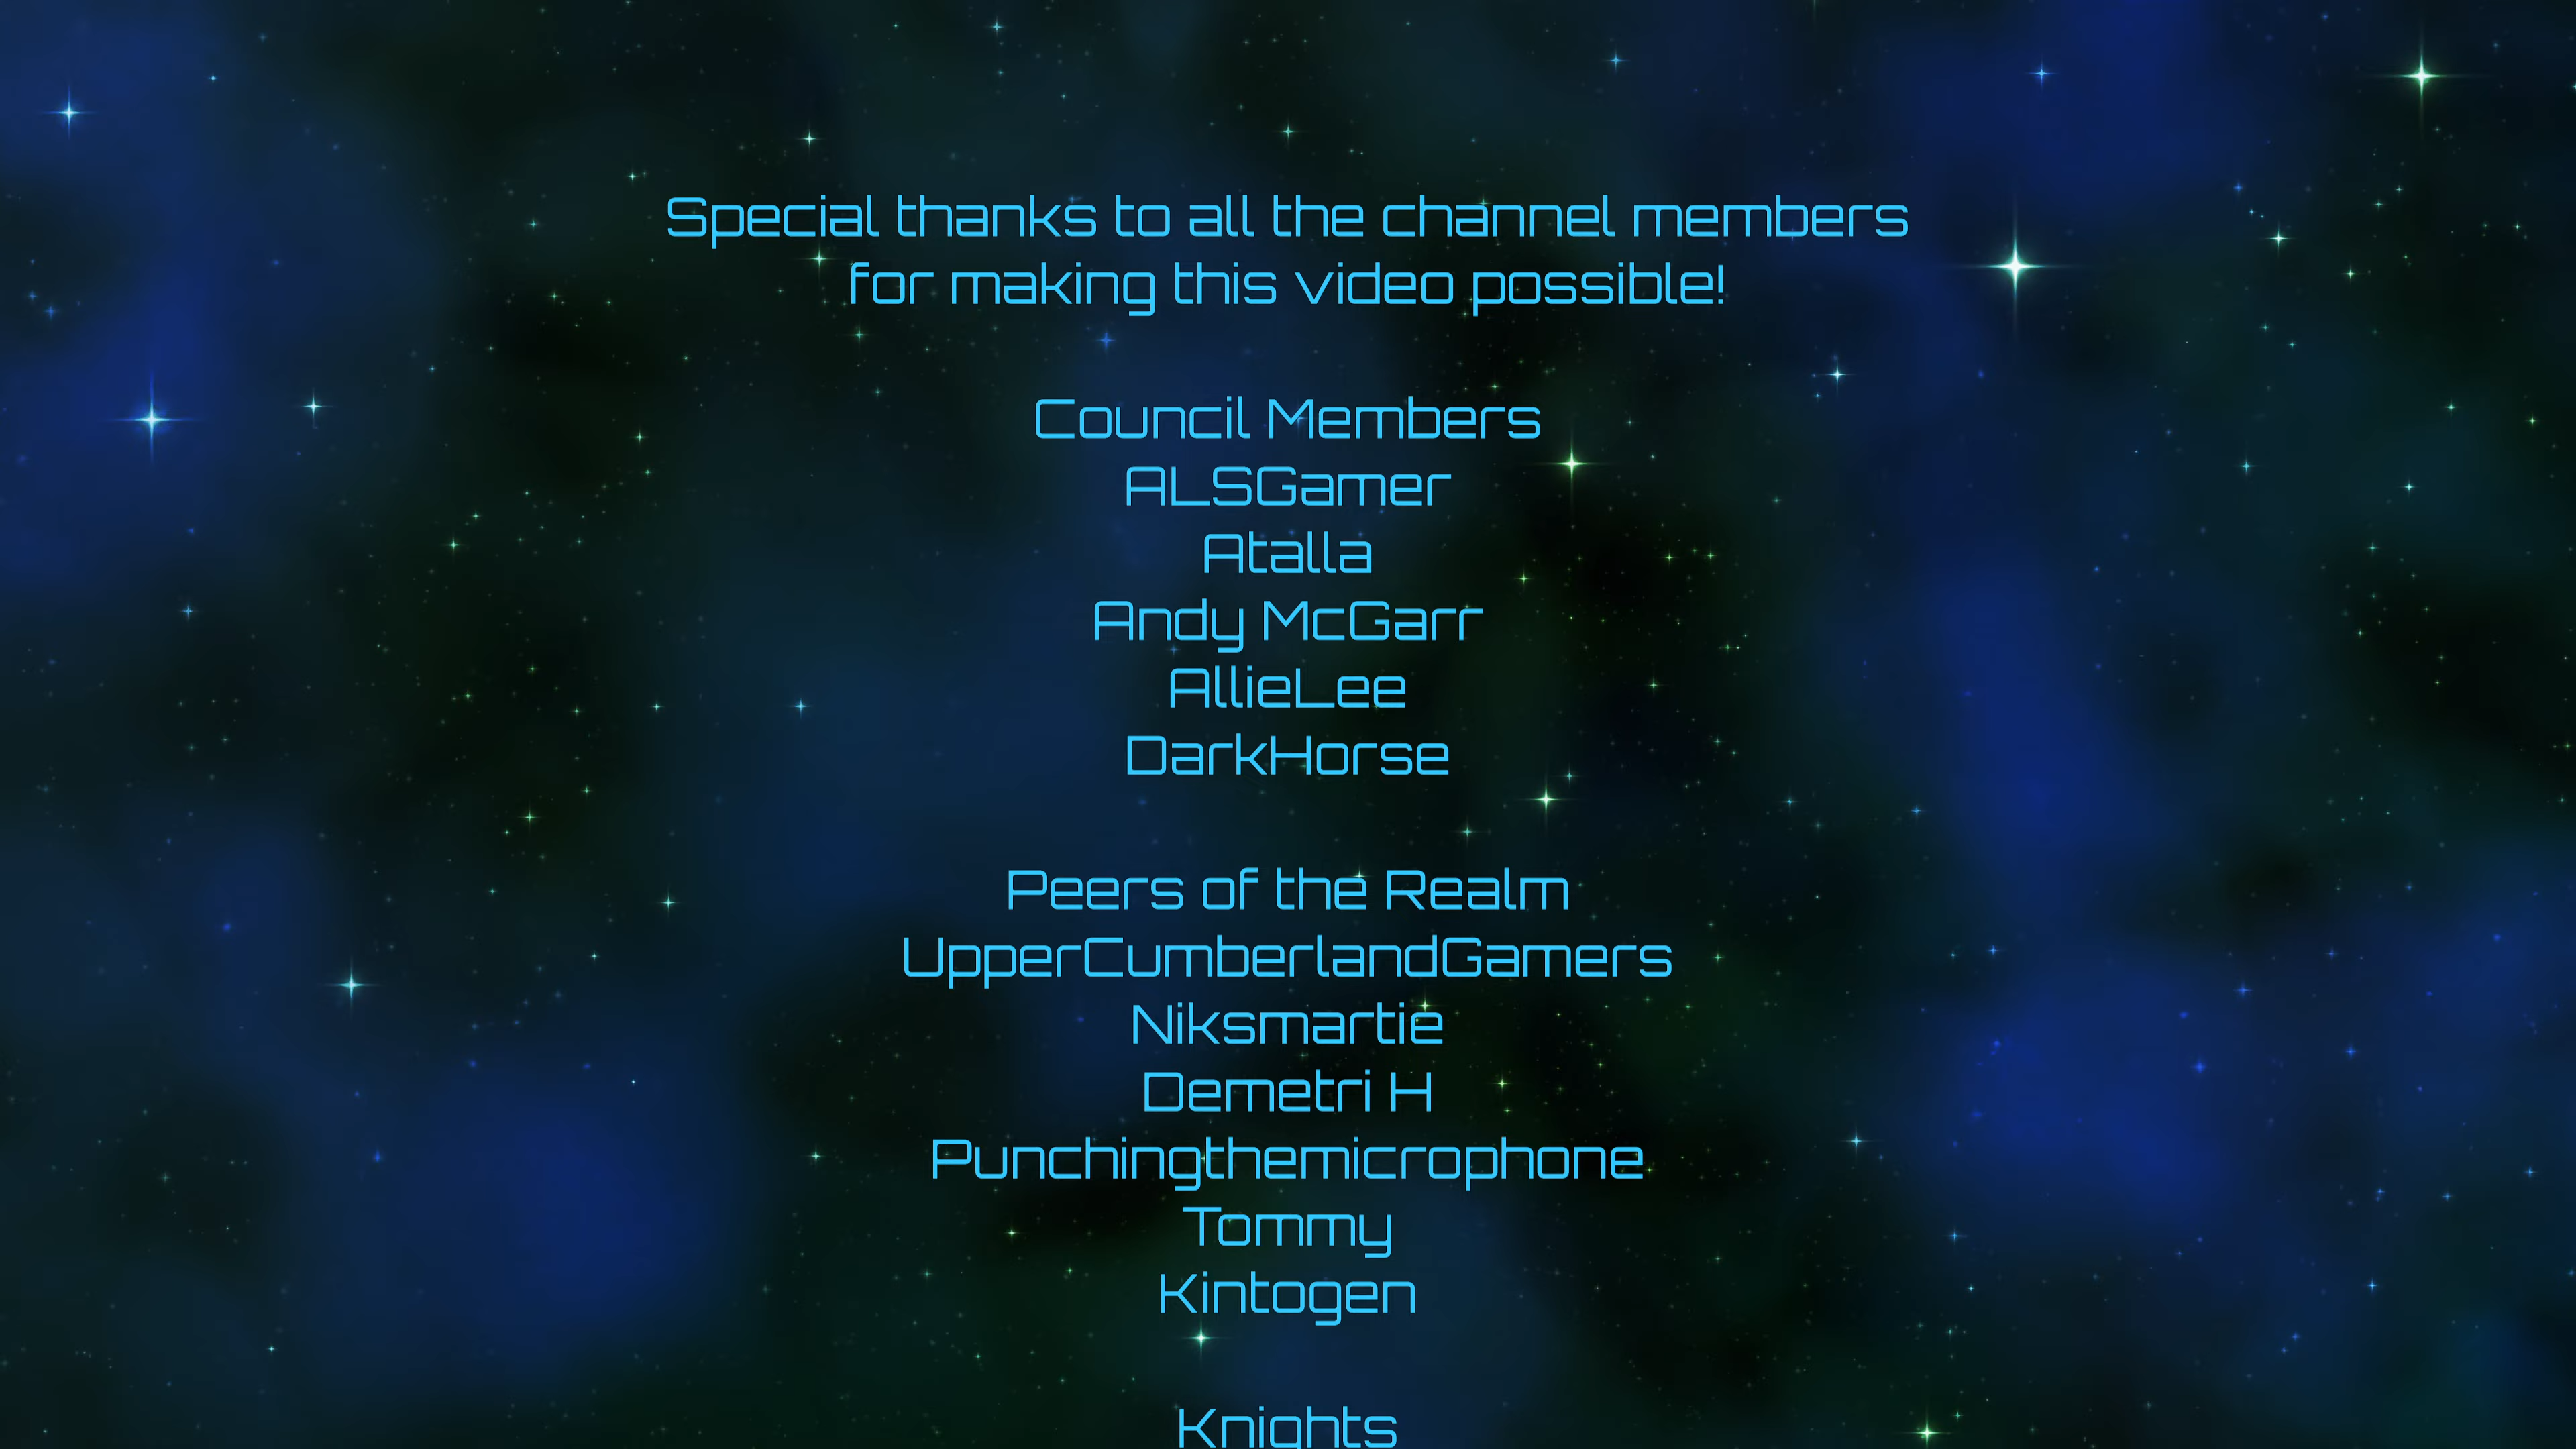 Special thanks to all the channel members
for making this video possible!
Council Members
ALSGamer
Atalla
Andy McGarr
AllieLee
DarkHorse
Peers of the Realm
UpperCumberlandGamers
Niksmartie
Demetri H
Punchingthemicrophone
Tommy
Kintogen
Knights